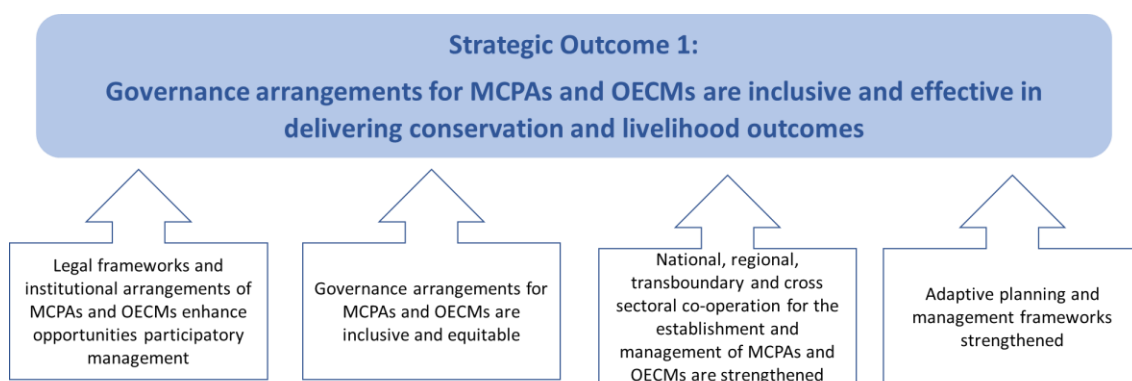 Strategic Outcome 1:
Governance arrangements for MCPAs and OECMs are inclusive and effective in
delivering conservation and livelihood outcomes
Legal frameworks and
institutional arrangements of
MCPAs and OECMs enhance
opportunities participatory
management
Governance arrangements for
MCPAs and OECMs are
inclusive and equitable
National, regional,
transboundary and cross
sectoral co-operation for the
establishment and
management of MCPAs and
OECMs are strengthened
Adaptive planning and
management frameworks
strengthened